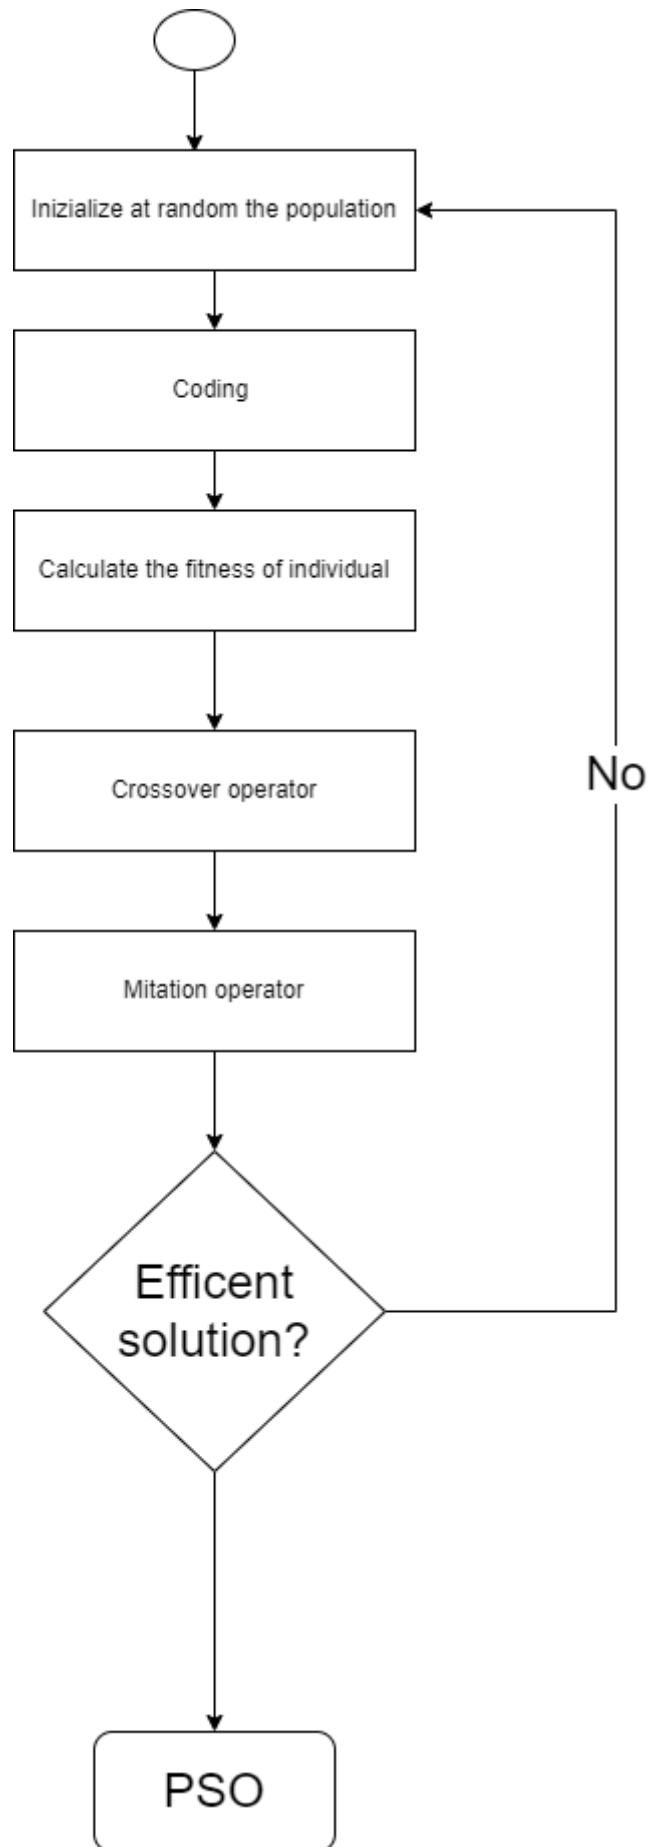 Inizialize at random the population
Coding
Calculate the fitness of individual
No
Crossover operator
Mitation operator
Efficent
solution?
PSO